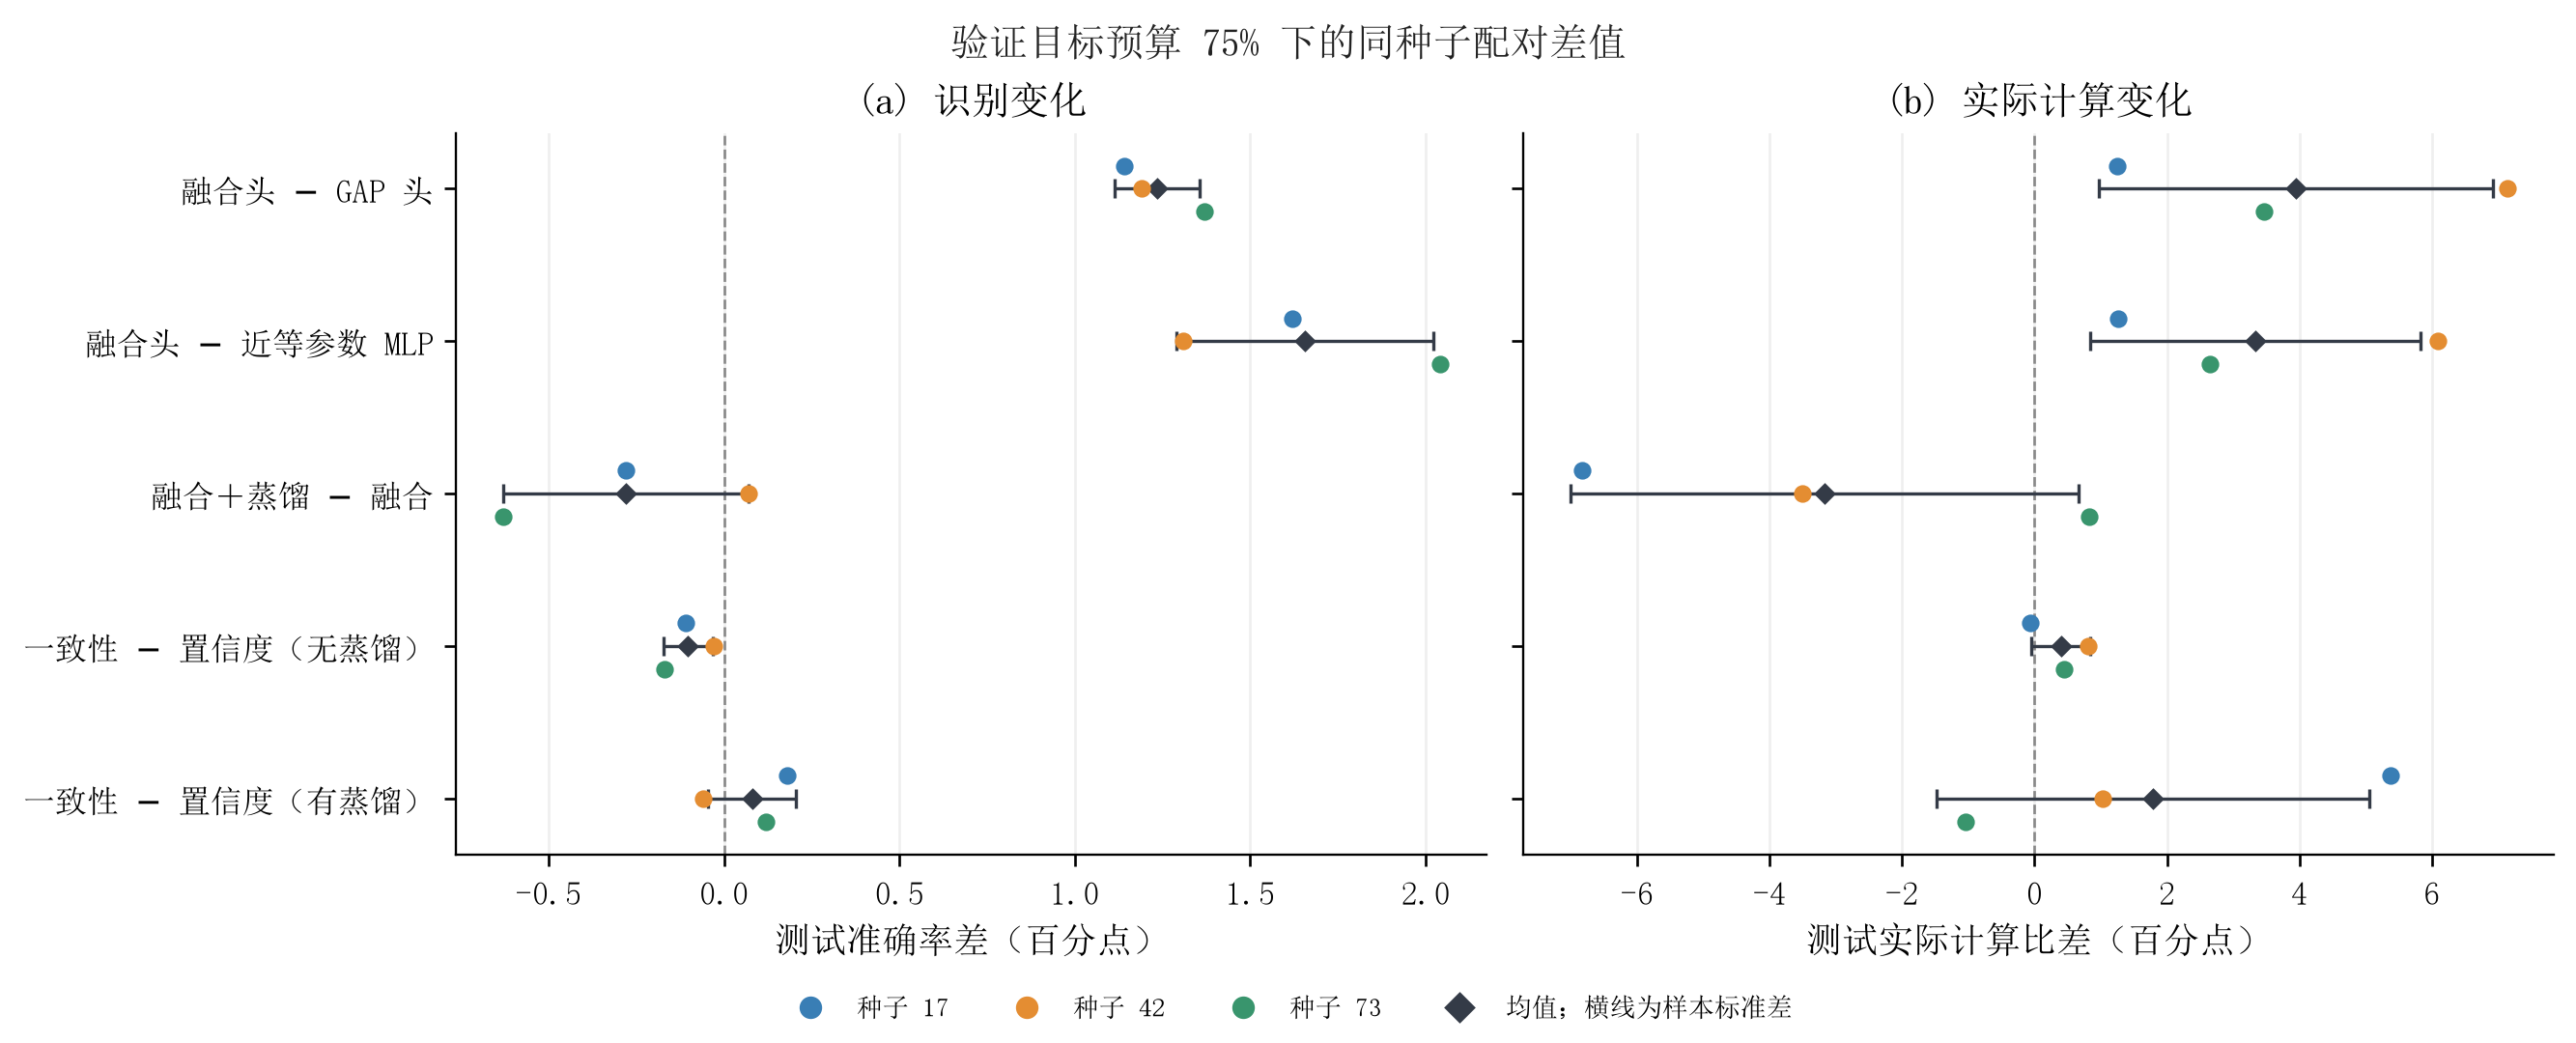 验证目标预算 75% 下的同种子配对差值
(a) 识别变化
(b) 实际计算变化
融合头 − GAP 头
融合头 − 近等参数 MLP
融合＋蒸馏 − 融合
一致性 − 置信度（无蒸馏）
一致性 − 置信度（有蒸馏）
−0.5 0.0 0.5 1.0 1.5 2.0
−6 −4 −2 0 2 4 6
测试准确率差（百分点）
测试实际计算比差（百分点）
种子 17 种子 42 种子 73 均值；横线为样本标准差